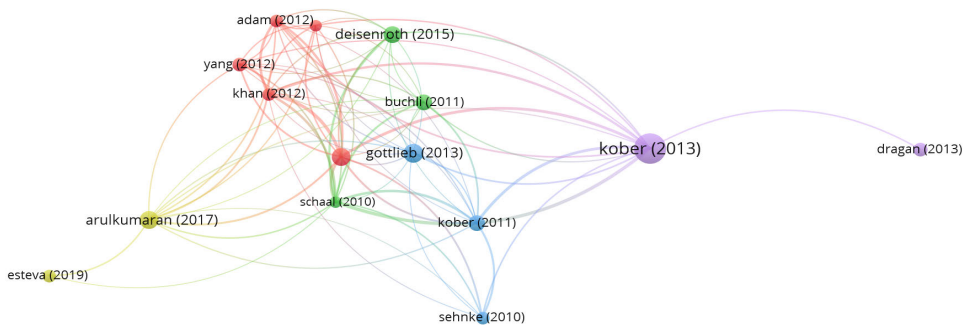 adam (2012)
deisenroth (2015)
yang (2012)
khan (2012)
buchli (2011)
kober (2013)
dragan (2013)
gottlieb (2013)
schaal (2010)
arulkumaran (2017)
kober (2011)
esteva (2019)
sehnke (2010)